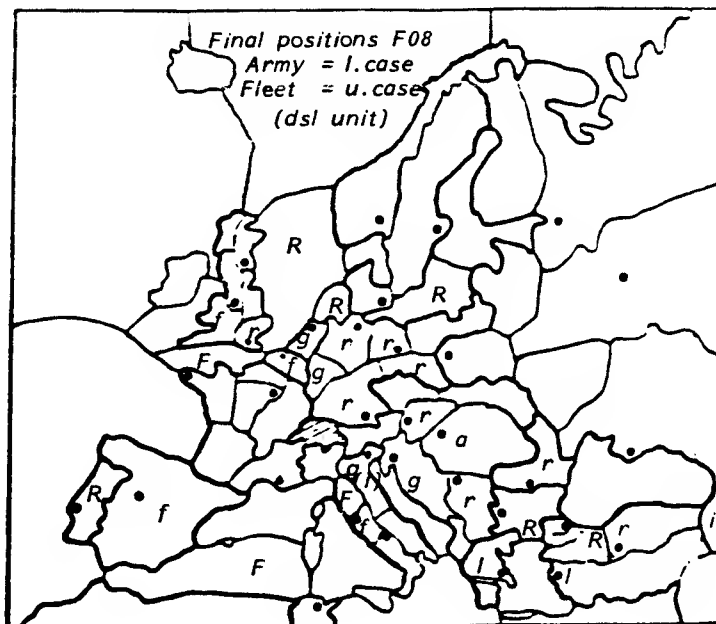 Final positions F08
Army = l.case
Fleet = u.case
(dsl unit)
R
f
r
R
R
F
g
f
g
r
r
r
r
r
a
g
r
r
R
f
F
f
F
R
R
r
l
l
i